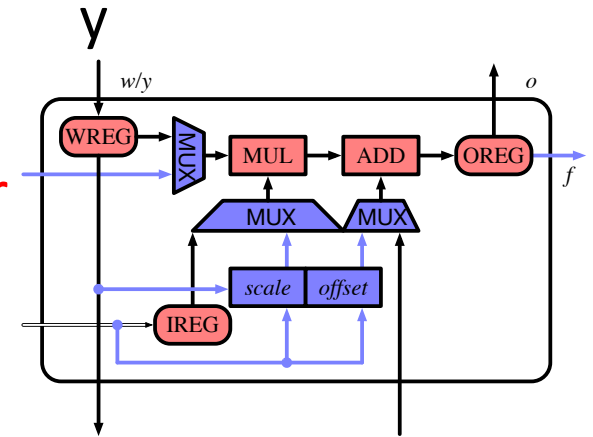 y
w/y
o
WREG
MUX
MUL
ADD
OREG
f
MUX
MUX
scale
offset
IREG